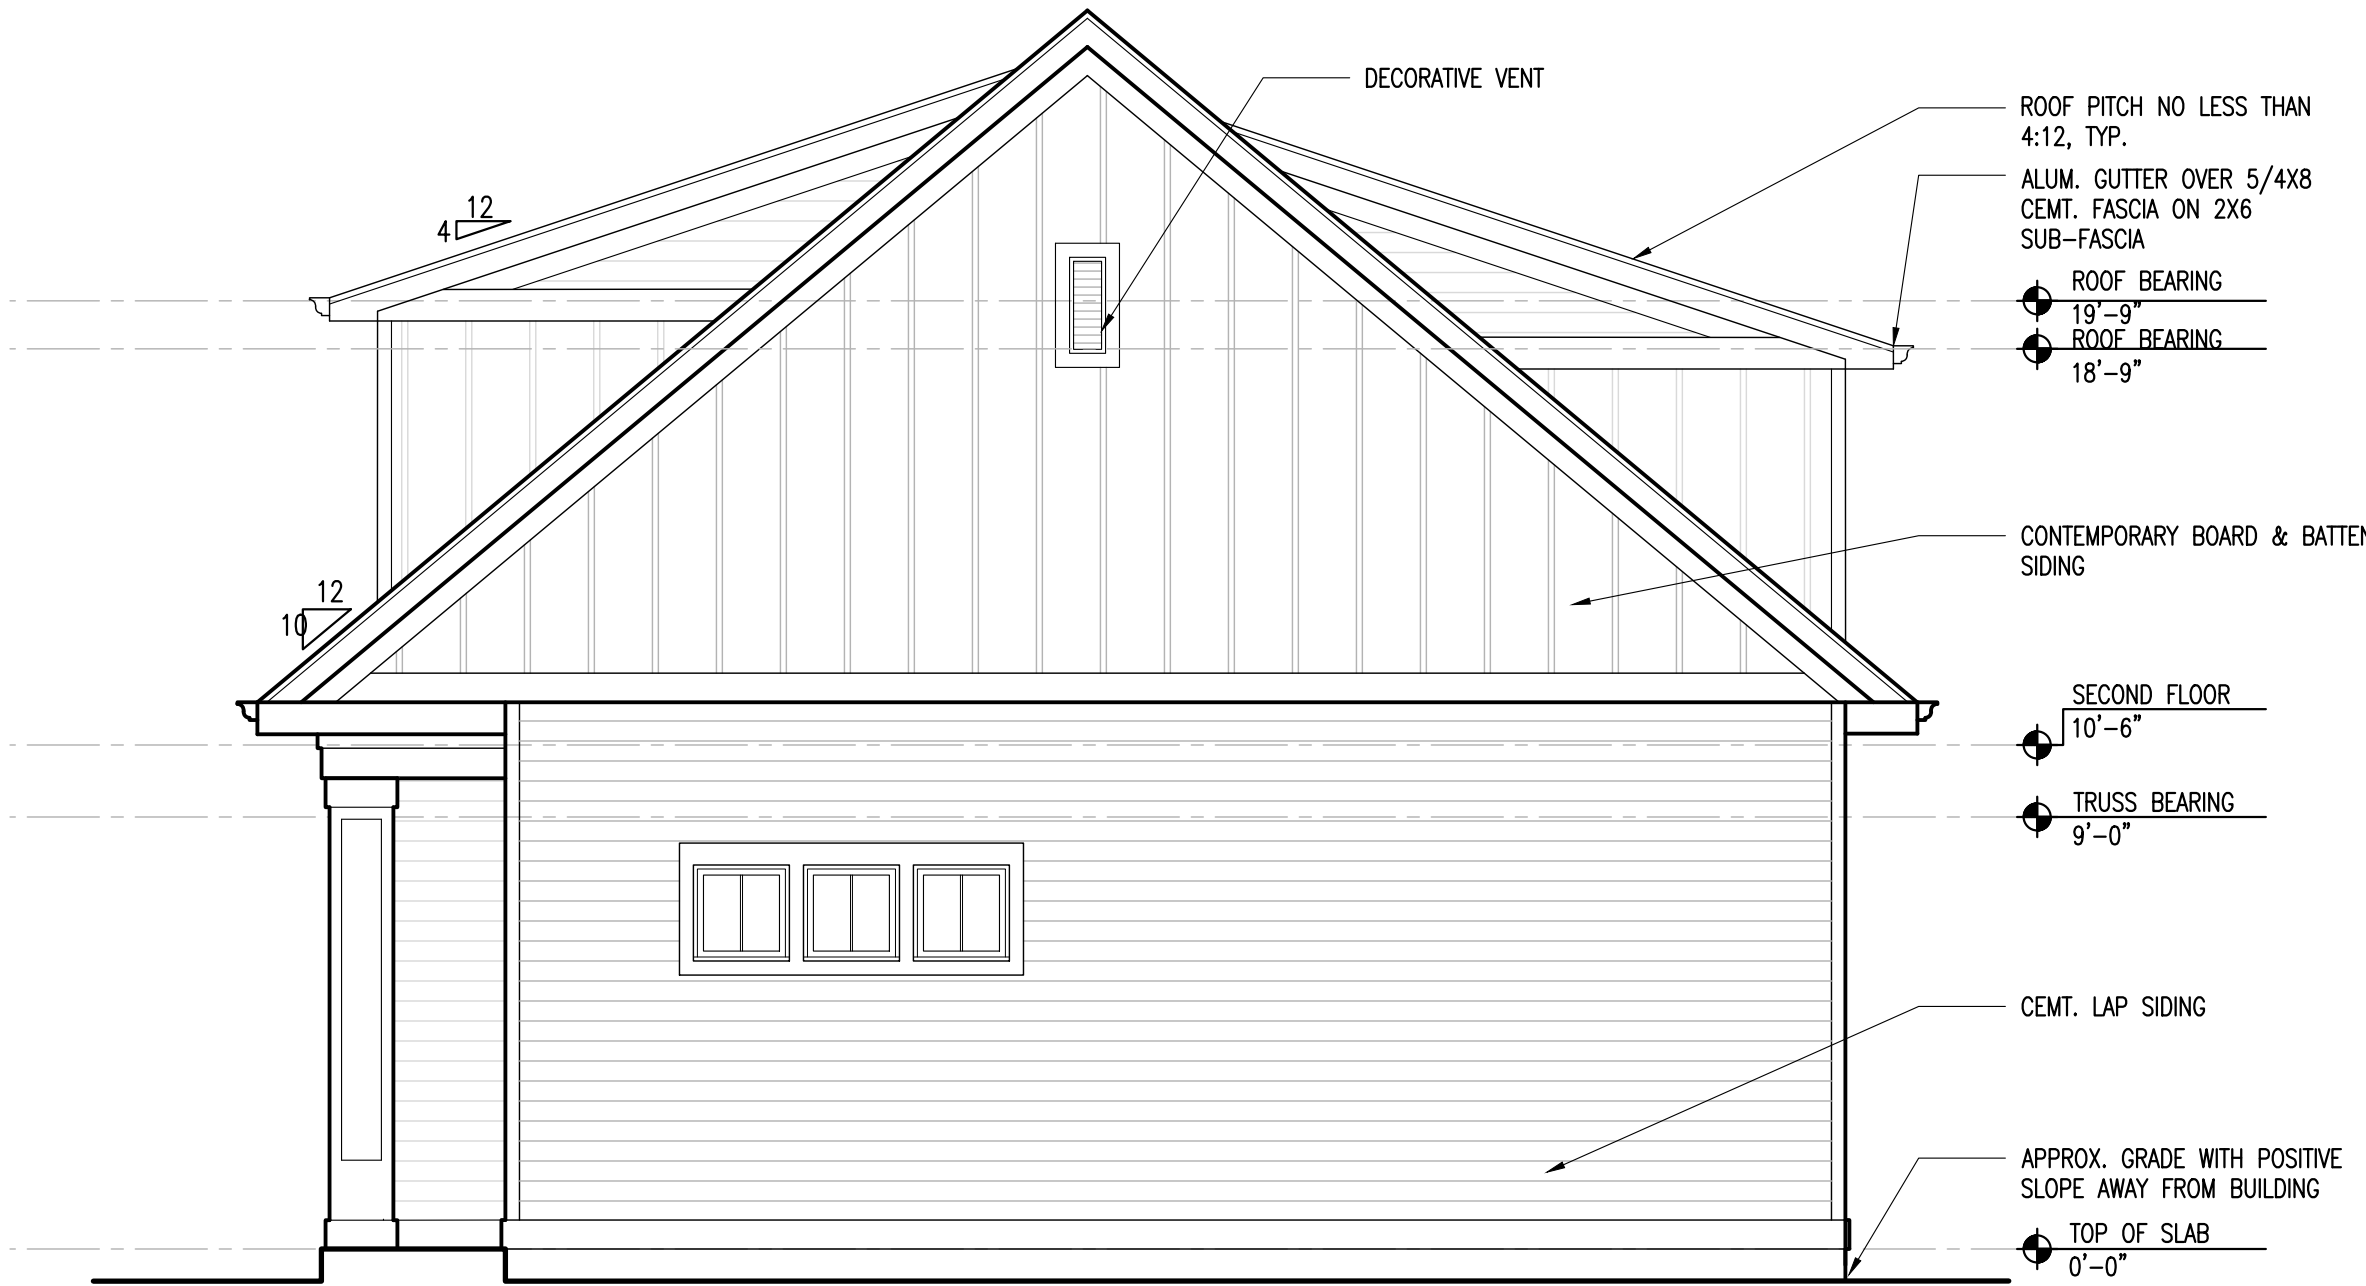 DECORATIVE VENT
ROOF PITCH NO LESS THAN
4:12, TYP.
ALUM. GUTTER OVER 5/4X8
CEMT. FASCIA ON 2X6
SUB-FASCIA
12
4
ROOF BEARING
19'-9"
ROOF BEARING
18'-9"
CONTEMPORARY BOARD & BATTEN
SIDING
12
10
SECOND FLOOR
10'-6"
TRUSS BEARING
9'-0"
CEMT. LAP SIDING
APPROX. GRADE WITH POSITIVE
SLOPE AWAY FROM BUILDING
TOP OF SLAB
0'-0"